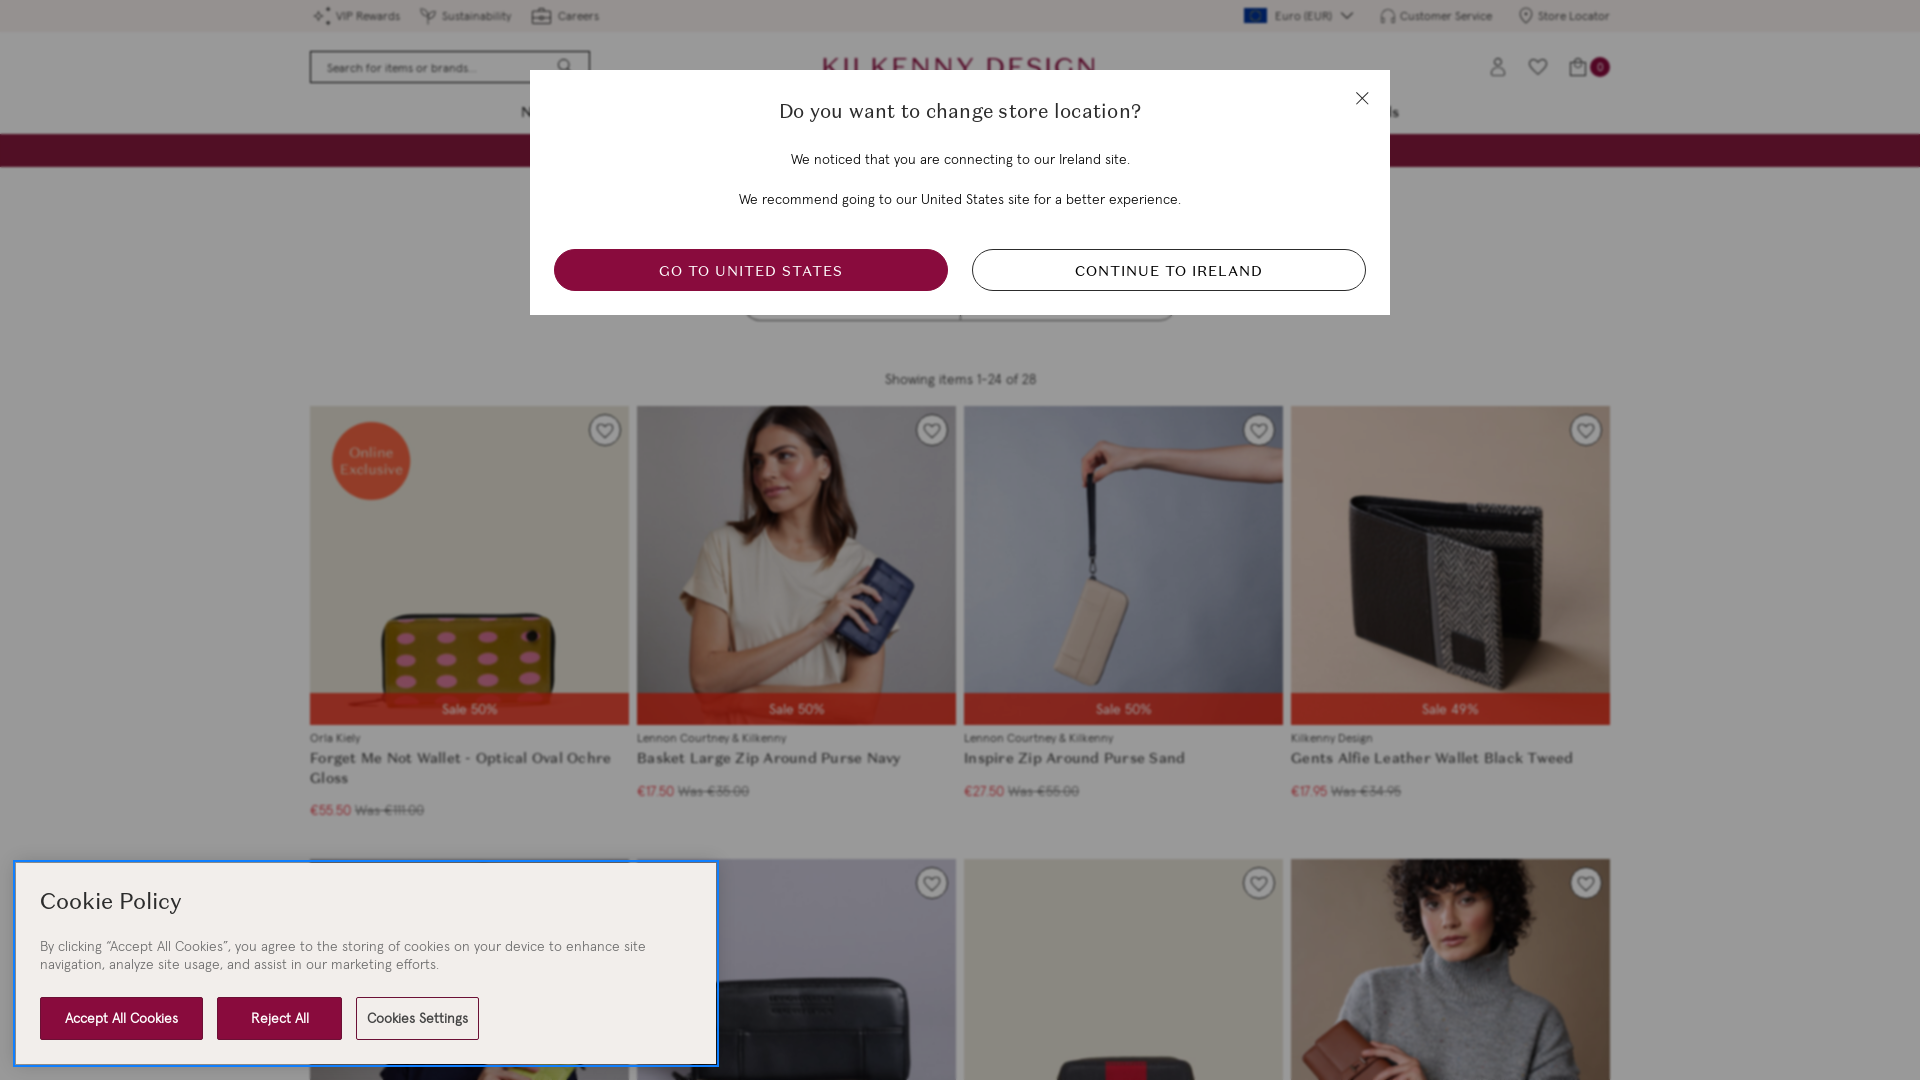 VIP Rewards
Sustainability
Careers
Euro (EUR)
Customer Service
Store Locator
Search for items or brands...
KILKENNY DESIGN
0
Do you want to change store location?
We noticed that you are connecting to our Ireland site.
We recommend going to our United States site for a better experience.
GO TO UNITED STATES
CONTINUE TO IRELAND
Showing items 1-24 of 28
Online
Exclusive
Sale 50%
Sale 50%
Sale 50%
Sale 49%
Orla Kiely
Forget Me Not Wallet - Optical Oval Ochre
Gloss
€55.50 Was €111.00
Lennon Courtney & Kilkenny
Basket Large Zip Around Purse Navy
€17.50 Was €35.00
Lennon Courtney & Kilkenny
Inspire Zip Around Purse Sand
€27.50 Was €55.00
Kilkenny Design
Gents Alfie Leather Wallet Black Tweed
€17.95 Was €34.95
Cookie Policy
By clicking “Accept All Cookies”, you agree to the storing of cookies on your device to enhance site
navigation, analyze site usage, and assist in our marketing efforts.
Accept All Cookies
Reject All
Cookies Settings